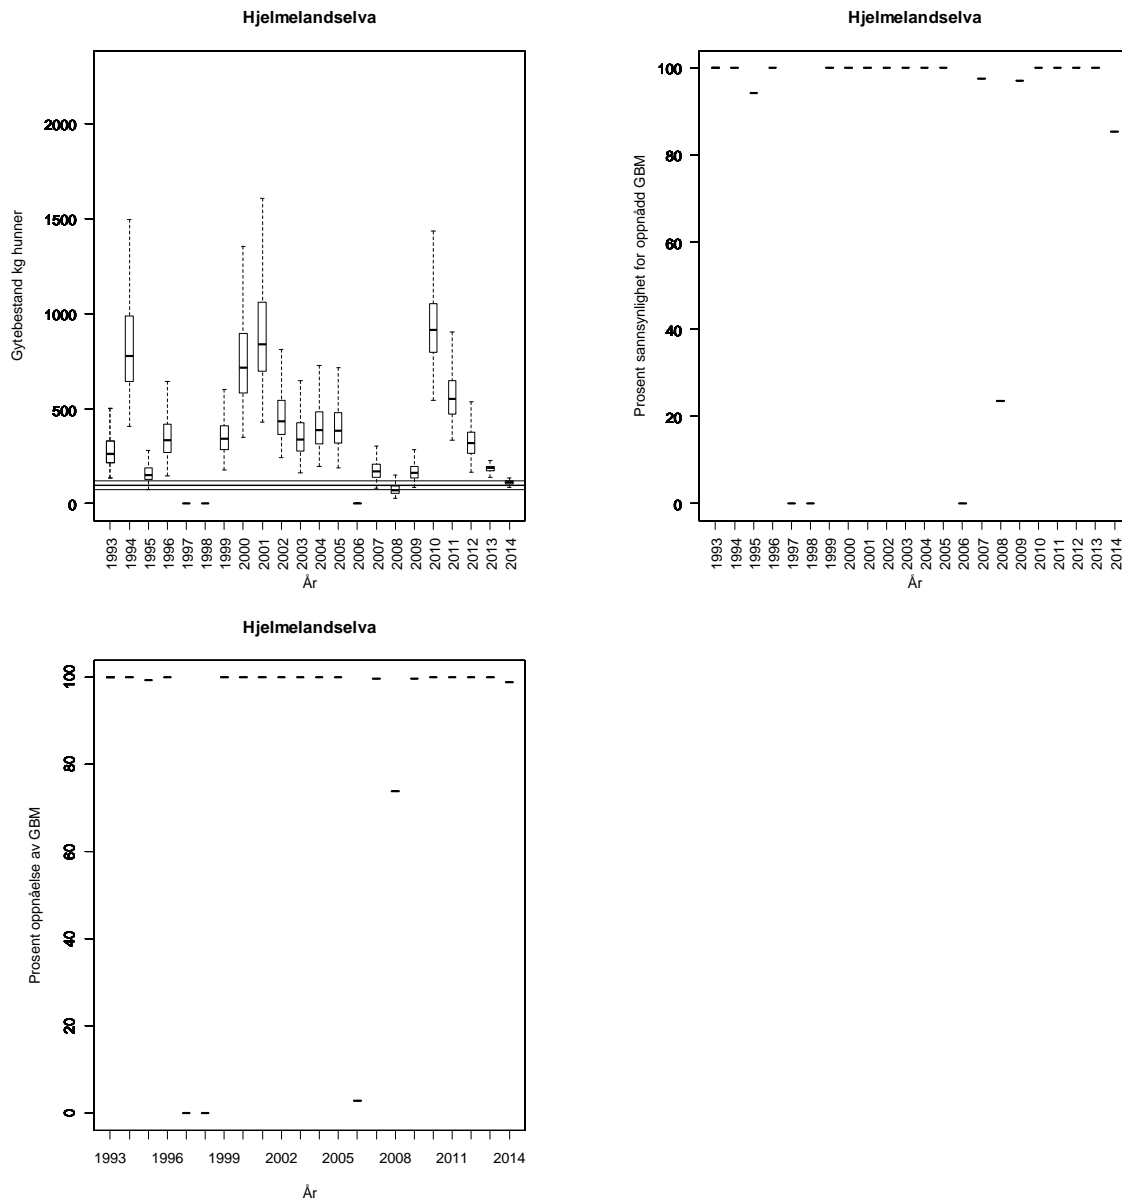 Hjelmelandselva
Gytebestand kg hunner
2000
1500
1000
500
0
1993 1994 1995 1996 1997 1998 1999 2000 2001 2002 2003 2004 2005 2006 2007 2008 2009 2010 2011 2012 2013 2014
År
Hjelmelandselva
Prosent sannsynlighet for oppnådd GBM
100
80
60
40
20
0
1993 1994 1995 1996 1997 1998 1999 2000 2001 2002 2003 2004 2005 2006 2007 2008 2009 2010 2011 2012 2013 2014
År
Hjelmelandselva
Prosent oppnåelse av GBM
100
80
60
40
20
0
1993 1996 1999 2002 2005 2008 2011 2014
År